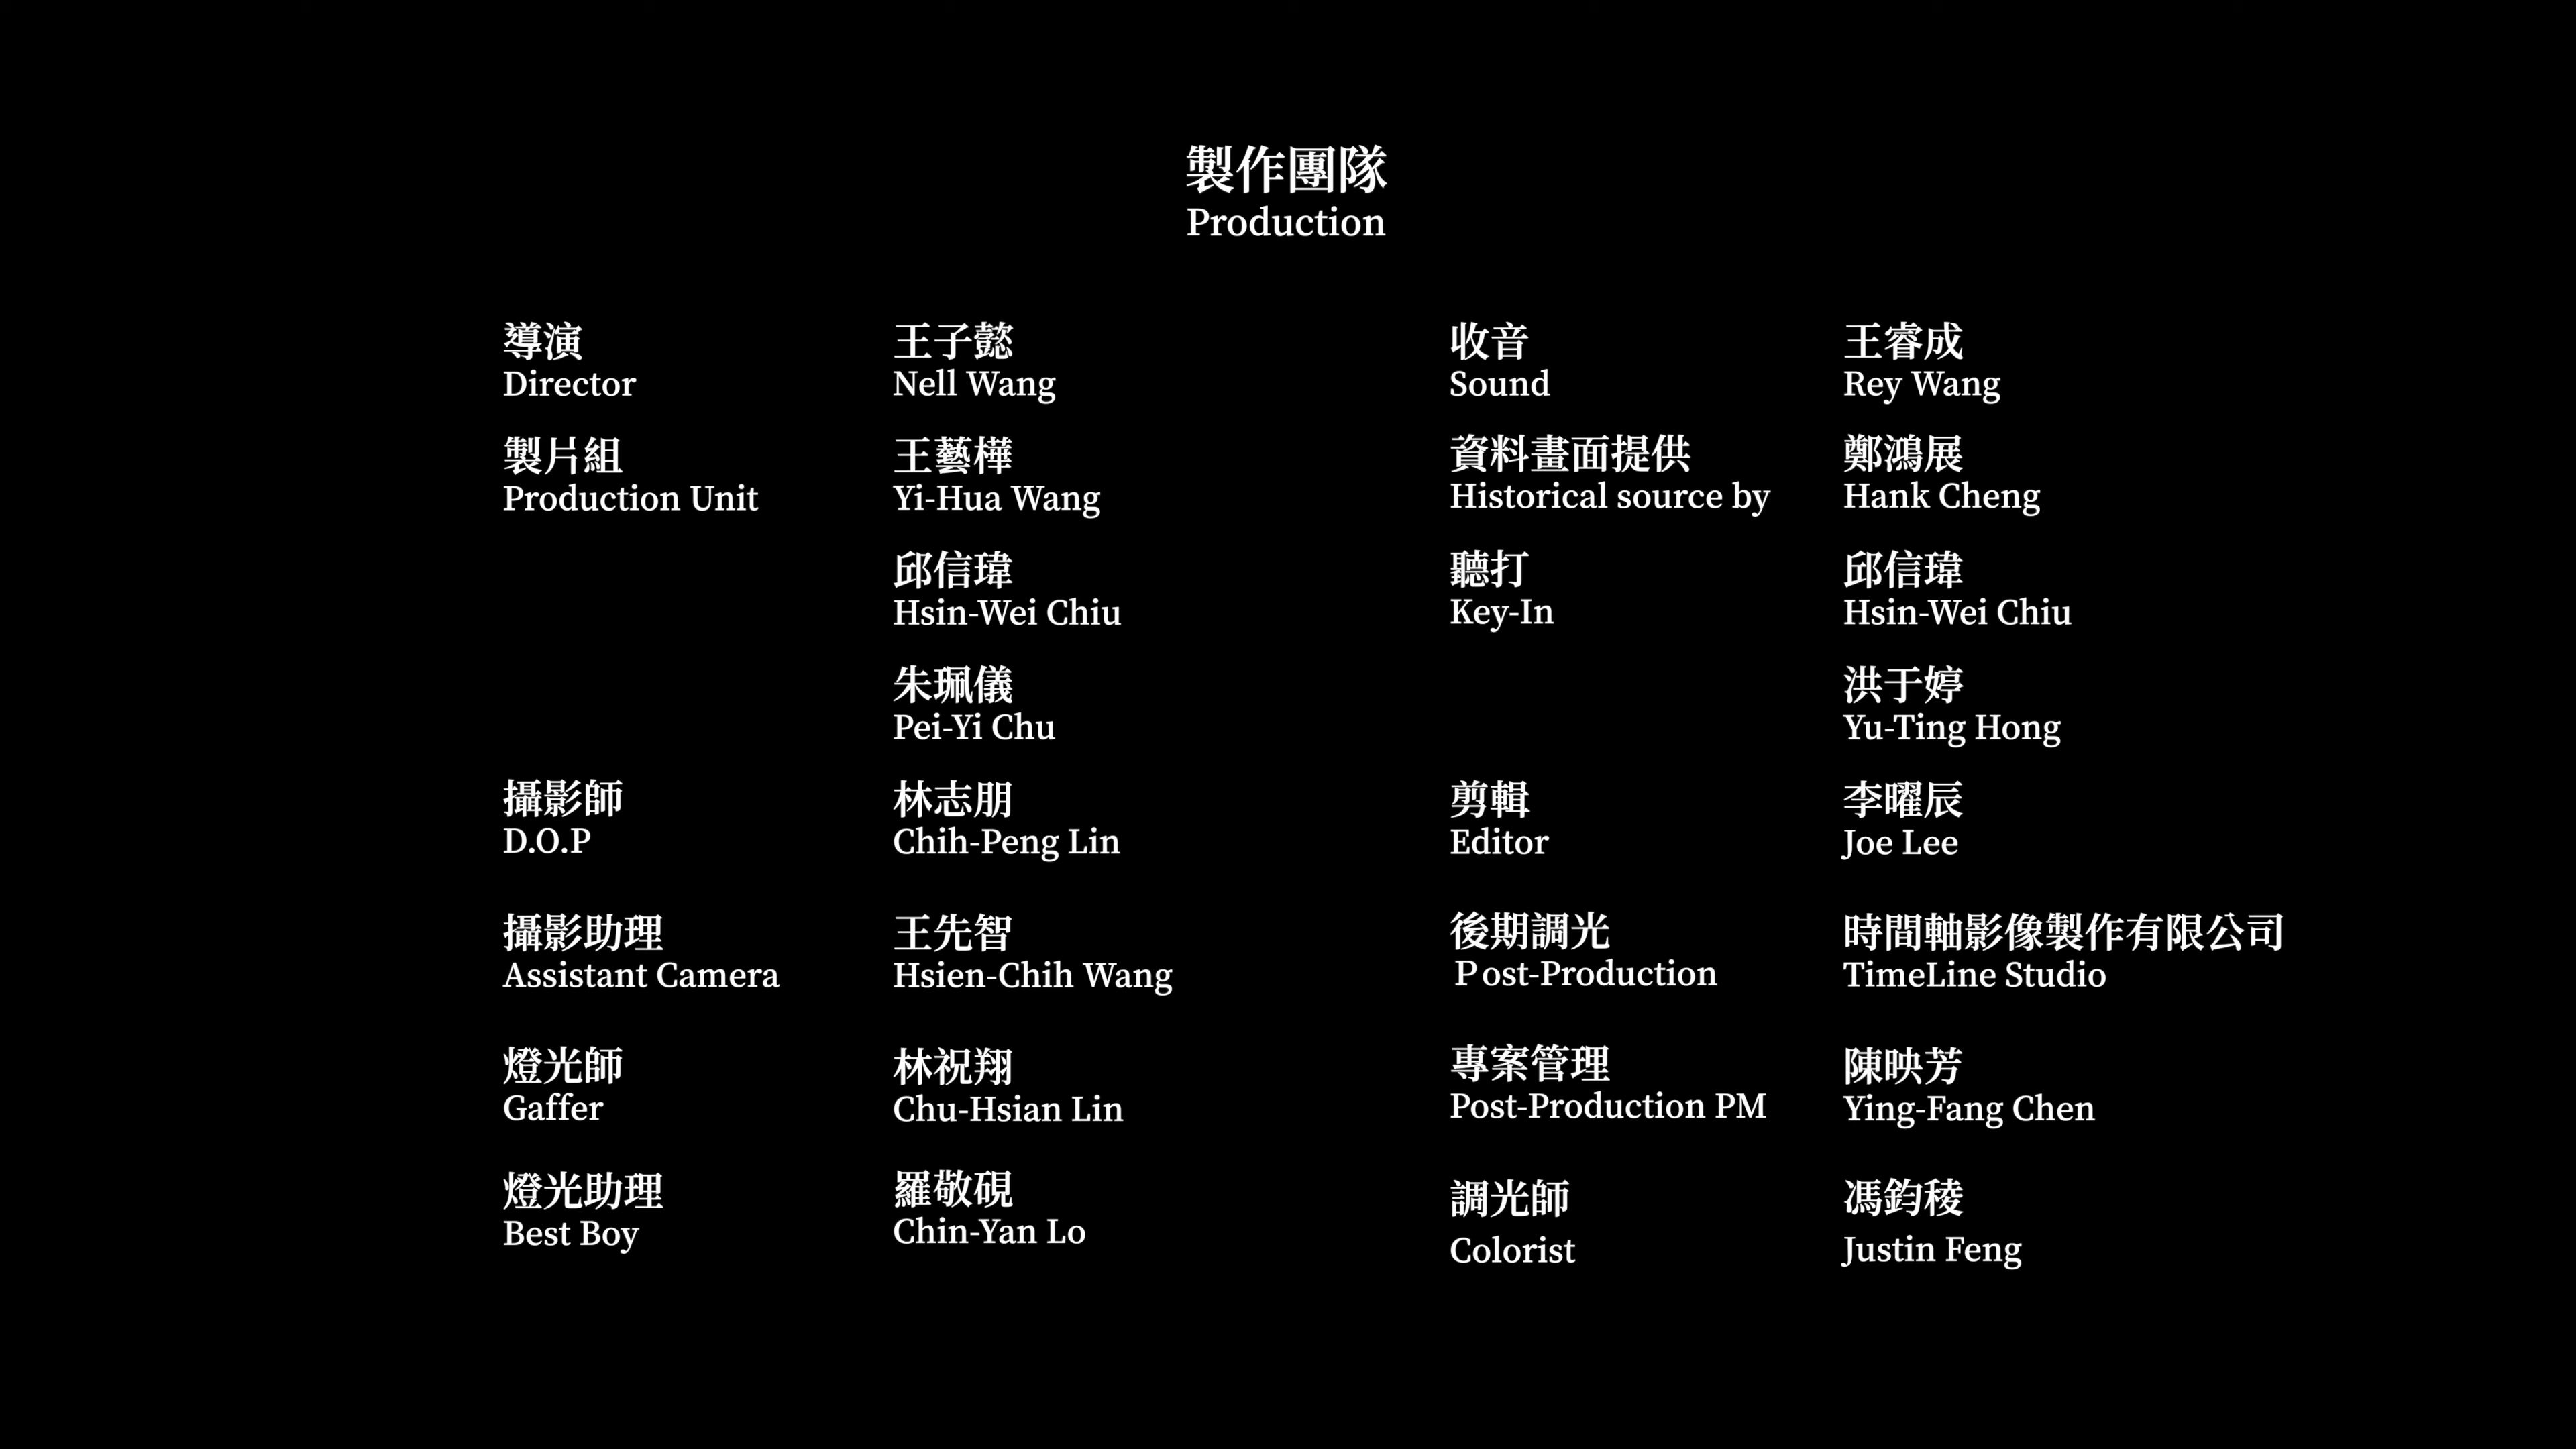 製作團隊
Production
導演
Director
王子懿
Nell Wang
製片組
Production Unit
王藝樺
Yi-Hua Wang
邱信瑋
Hsin-Wei Chiu
朱珮儀
Pei-Yi Chu
攝影師
D.O.P
林志朋
Chih-Peng Lin
攝影助理
Assistant Camera
王先智
Hsien-Chih Wang
燈光師
Gaffer
林祝翔
Chu-Hsian Lin
燈光助理
Best Boy
羅敬硯
Chin-Yan Lo
收音
Sound
王睿成
Rey Wang
資料畫面提供
Historical source by
鄭鴻展
Hank Cheng
聽打
Key-In
邱信瑋
Hsin-Wei Chiu
洪于婷
Yu-Ting Hong
剪輯
Editor
李曜辰
Joe Lee
後期調光
Post-Production
時間軸影像製作有限公司
TimeLine Studio
專案管理
Post-Production PM
陳映芳
Ying-Fang Chen
調光師
Colorist
馮鈞稜
Justin Feng